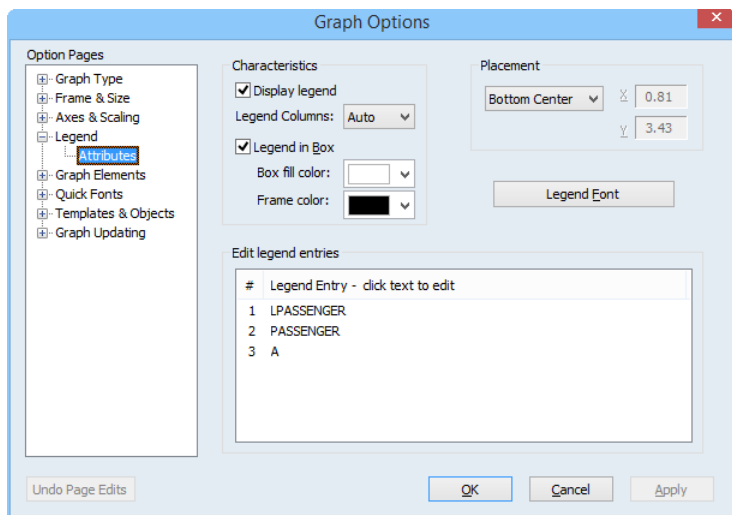 Graph Options
Option Pages
Graph Type
Frame & Size
Axes & Scaling
Legend
Attributes
Graph Elements
Quick Fonts
Templates & Objects
Graph Updating
Characteristics
Display legend
Legend Columns: Auto
Legend in Box
Box fill color:
Frame color:
Placement
Bottom Center
X 0.81
Y 3.43
Legend Font
Edit legend entries
# Legend Entry - click text to edit
1 LPASSENGER
2 PASSENGER
3 A
Undo Page Edits
OK Cancel Apply